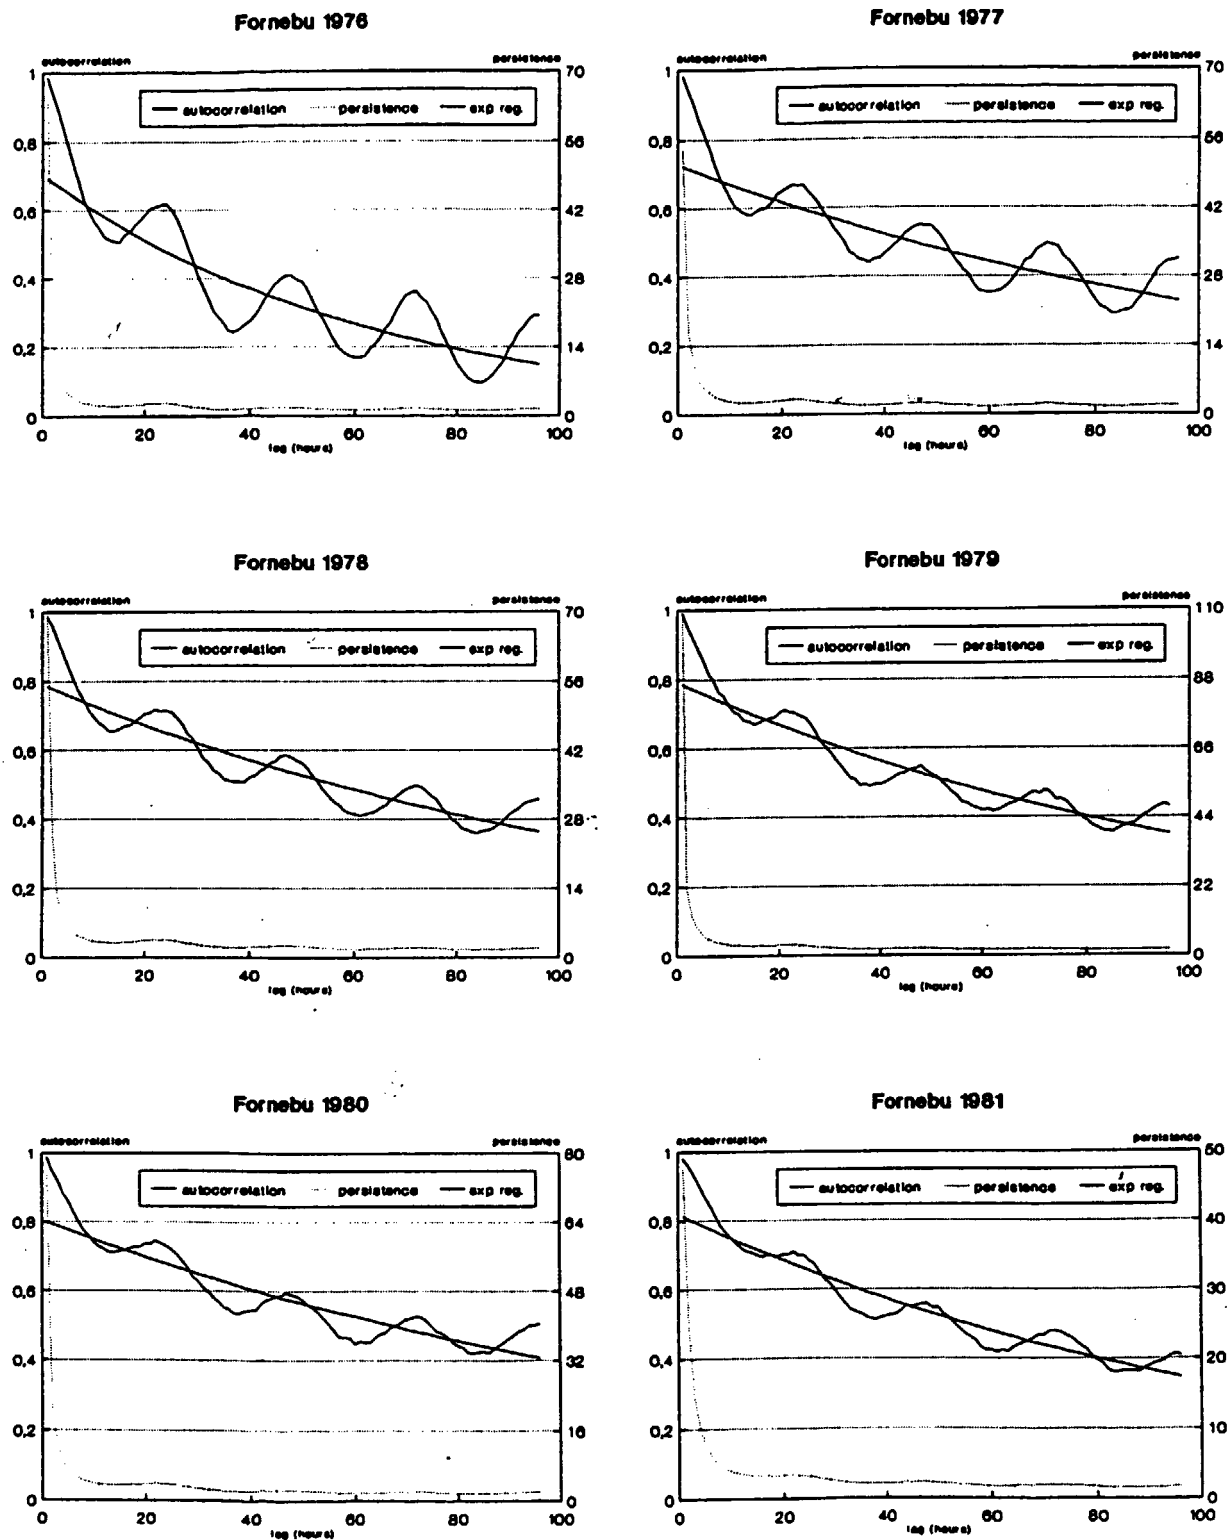 Fornebu 1976
autocorrelation persistence
autocorrelation persistence exp reg.
1 70
0,8 56
0,6 42
0,4 28
0,2 14
0 0
0 20 40 60 80 100
lag (hours)
Fornebu 1977
autocorrelation persistence
autocorrelation persistence exp reg.
1 70
0,8 56
0,6 42
0,4 28
0,2 14
0 0
0 20 40 60 80 100
lag (hours)
Fornebu 1978
autocorrelation persistence
autocorrelation persistence exp reg.
1 70
0,8 56
0,6 42
0,4 28
0,2 14
0 0
0 20 40 60 80 100
lag (hours)
Fornebu 1979
autocorrelation persistence
autocorrelation persistence exp reg.
1 110
0,8 88
0,6 66
0,4 44
0,2 22
0 0
0 20 40 60 80 100
lag (hours)
Fornebu 1980
autocorrelation persistence
autocorrelation persistence exp reg.
1 80
0,8 64
0,6 48
0,4 32
0,2 16
0 0
0 20 40 60 80 100
lag (hours)
Fornebu 1981
autocorrelation persistence
autocorrelation persistence exp reg.
1 50
0,8 40
0,6 30
0,4 20
0,2 10
0 0
0 20 40 60 80 100
lag (hours)